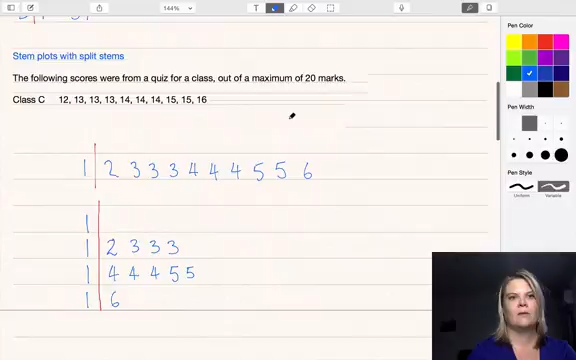 144%
T
Pen Color
Stem plots with split stems
The following scores were from a quiz for a class, out of a maximum of 20 marks.
Class C 12, 13, 13, 13, 14, 14, 14, 15, 15, 16
Pen Width
Uniform
Variable
1 | 2 3 3 3 4 4 4 5 5 6
1 |
1 | 2 3 3 3
1 | 4 4 4 5 5
1 | 6